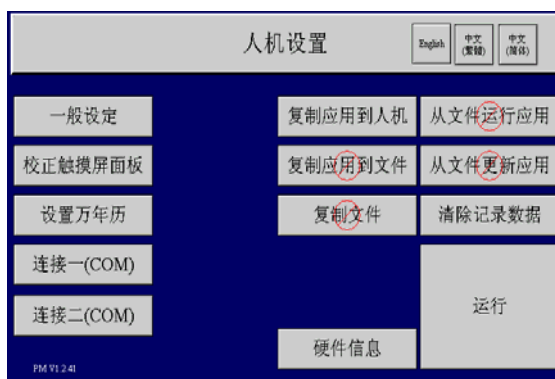 人机设置
English
中文
(繁體)
中文
(简体)
一般设定
复制应用到人机
从文件运行应用
校正触摸屏面板
复制应用到文件
从文件更新应用
设置万年历
复制文件
清除记录数据
连接一(COM)
连接二(COM)
运行
硬件信息
PM V1.2.41